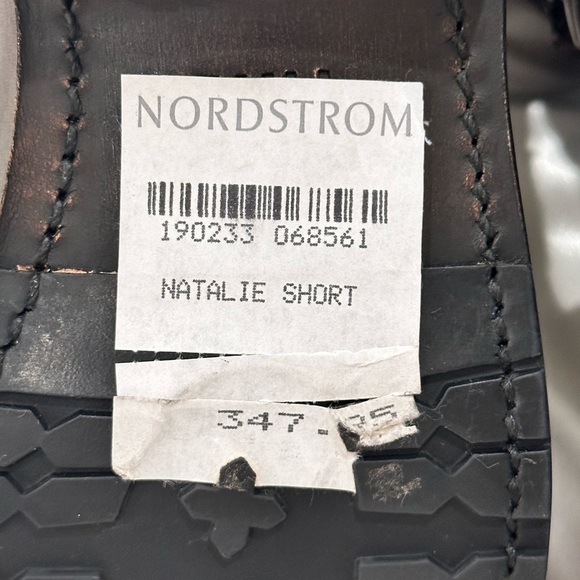 NORDSTROM
190233 068561
NATALIE SHORT
347.